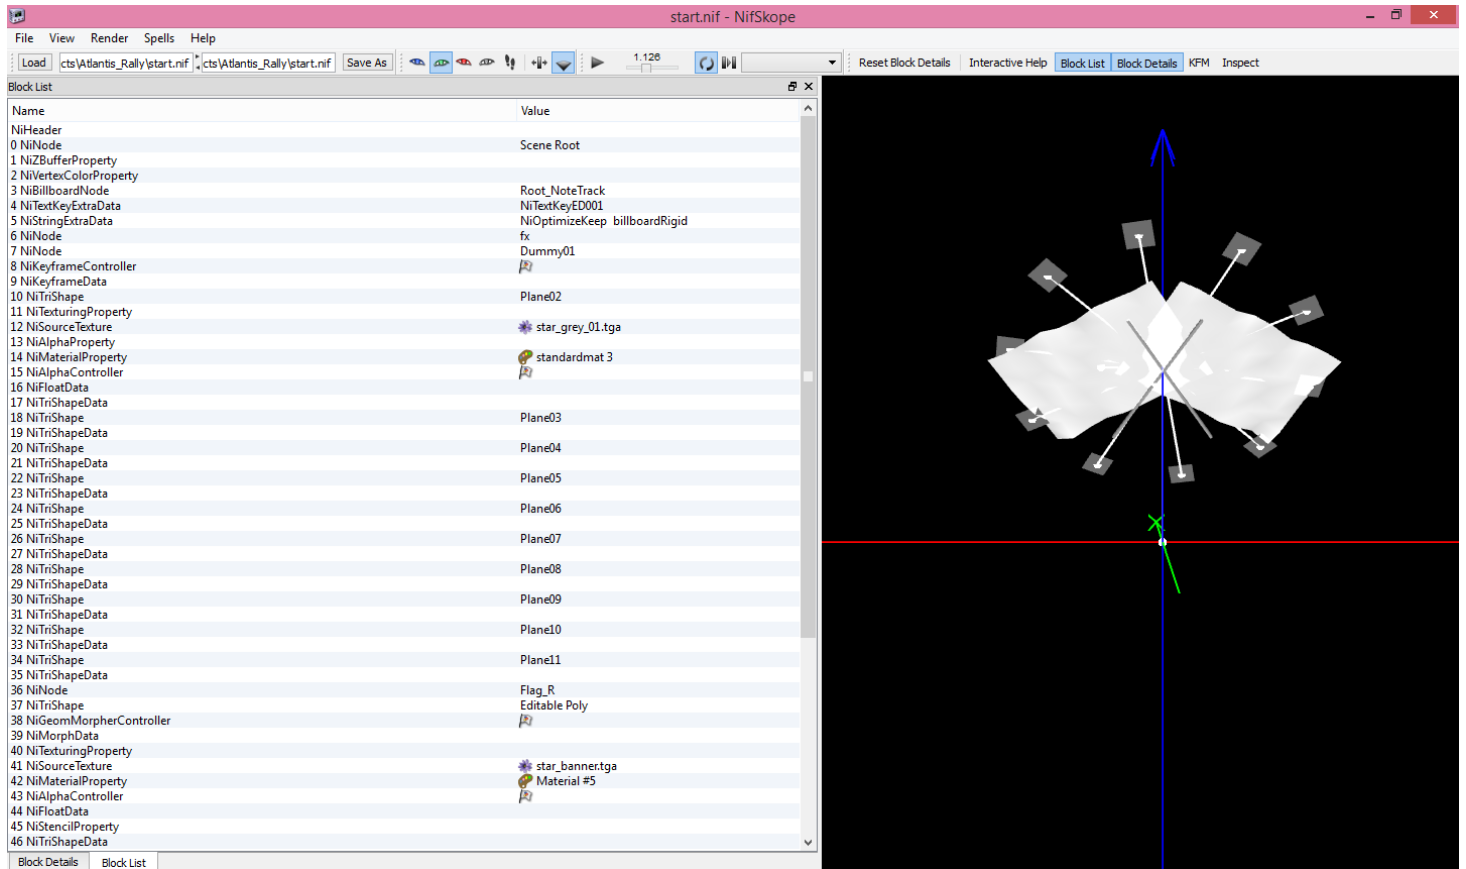 start.nif - NifSkope
File View Render Spells Help
Load cts\Atlantis_Rally\start.nif cts\Atlantis_Rally\start.nif Save As 1.126 Reset Block Details Interactive Help Block List Block Details KFM Inspect
Block List
Name Value
NiHeader
0 NiNode Scene Root
1 NiZBufferProperty
2 NiVertexColorProperty
3 NiBillboardNode Root_NoteTrack
4 NiTextKeyExtraData NiTextKeyED001
5 NiStringExtraData NiOptimizeKeep billboardRigid
6 NiNode fx
7 NiNode Dummy01
8 NiKeyframeController
9 NiKeyframeData
10 NiTriShape Plane02
11 NiTexturingProperty
12 NiSourceTexture star_grey_01.tga
13 NiAlphaProperty
14 NiMaterialProperty standardmat 3
15 NiAlphaController
16 NiFloatData
17 NiTriShapeData
18 NiTriShape Plane03
19 NiTriShapeData
20 NiTriShape Plane04
21 NiTriShapeData
22 NiTriShape Plane05
23 NiTriShapeData
24 NiTriShape Plane06
25 NiTriShapeData
26 NiTriShape Plane07
27 NiTriShapeData
28 NiTriShape Plane08
29 NiTriShapeData
30 NiTriShape Plane09
31 NiTriShapeData
32 NiTriShape Plane10
33 NiTriShapeData
34 NiTriShape Plane11
35 NiTriShapeData
36 NiNode Flag_R
37 NiTriShape Editable Poly
38 NiGeomMorpherController
39 NiMorphData
40 NiTexturingProperty
41 NiSourceTexture star_banner.tga
42 NiMaterialProperty Material #5
43 NiAlphaController
44 NiFloatData
45 NiStencilProperty
46 NiTriShapeData
Block Details Block List